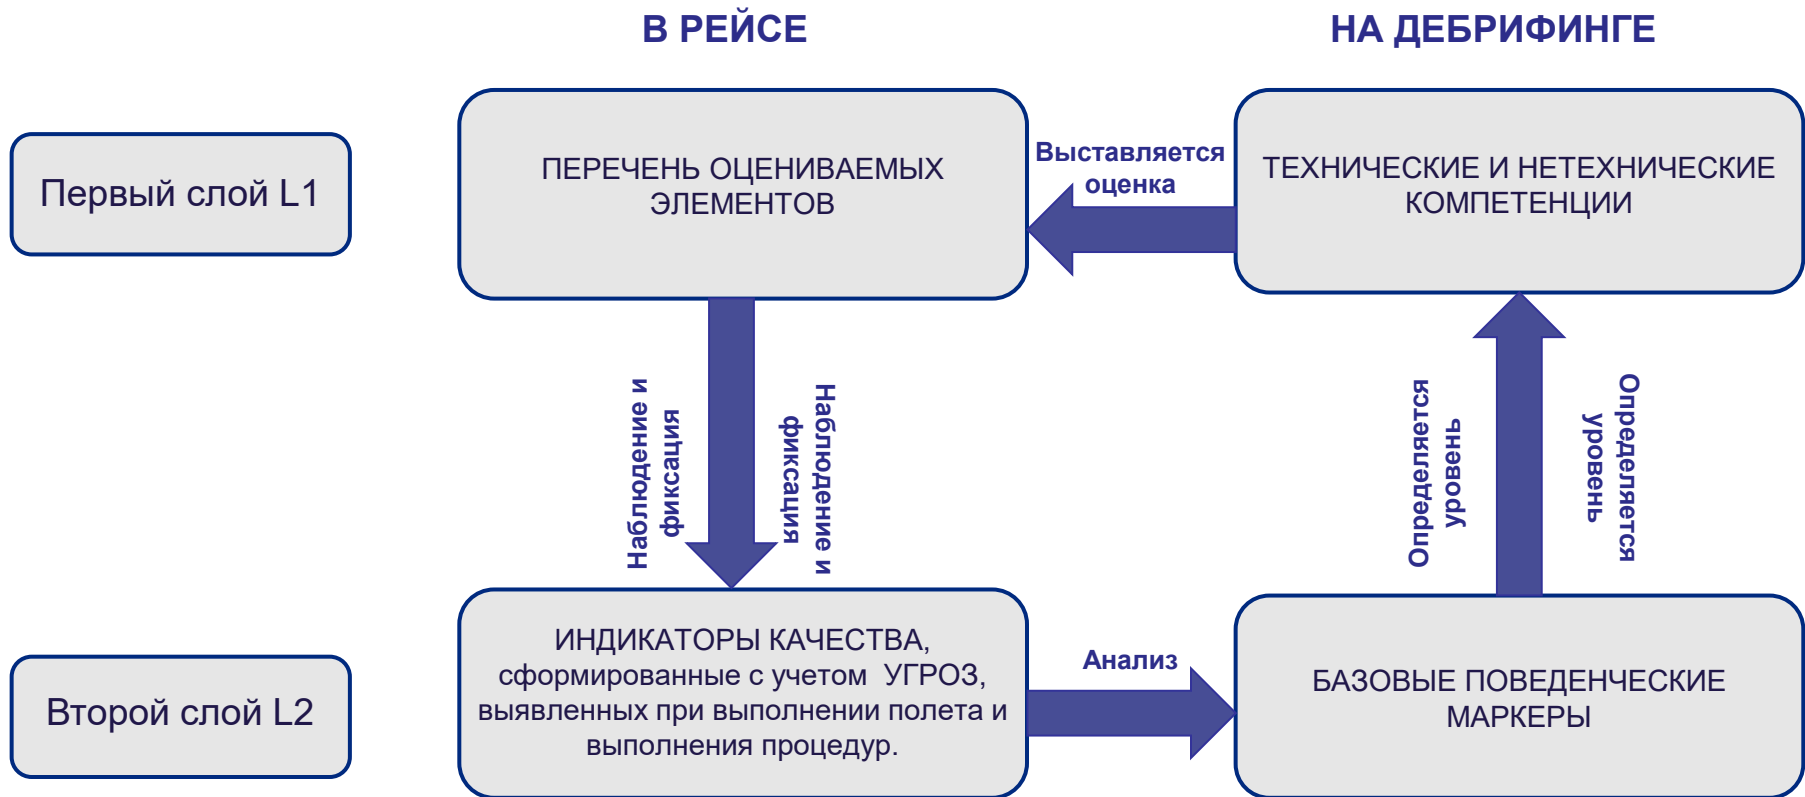 В РЕЙСЕ
НА ДЕБРИФИНГЕ
Первый слой L1
ПЕРЕЧЕНЬ ОЦЕНИВАЕМЫХ
ЭЛЕМЕНТОВ
Выставляется
оценка
ТЕХНИЧЕСКИЕ И НЕТЕХНИЧЕСКИЕ
КОМПЕТЕНЦИИ
Наблюдение и
фиксация
Наблюдение и
фиксация
Определяется
уровень
Определяется
уровень
Второй слой L2
ИНДИКАТОРЫ КАЧЕСТВА,
сформированные с учетом УГРОЗ,
выявленных при выполнении полета и
выполнения процедур.
Анализ
БАЗОВЫЕ ПОВЕДЕНЧЕСКИЕ
МАРКЕРЫ